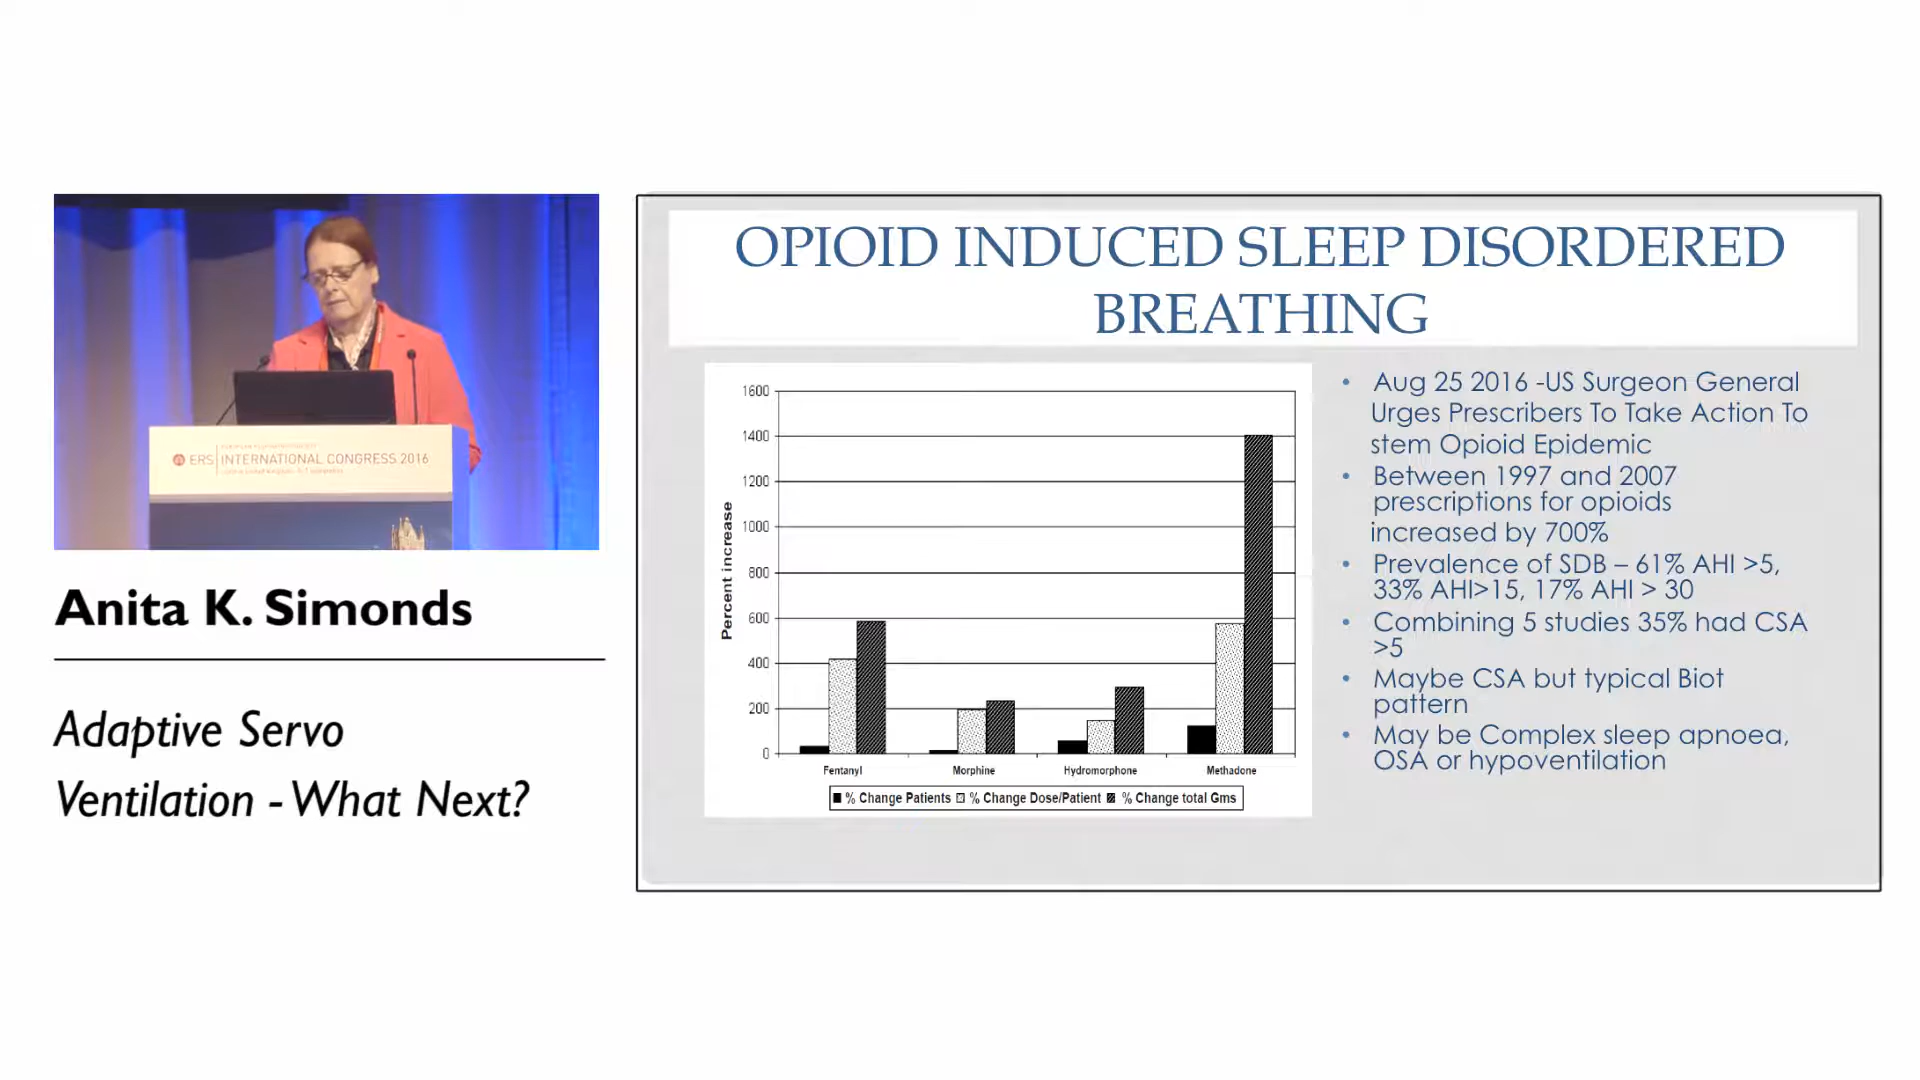 ERS INTERNATIONAL CONGRESS 2016
Anita K. Simonds
Adaptive Servo
Ventilation - What Next?
OPIOID INDUCED SLEEP DISORDERED
BREATHING
1600
1400
1200
1000
800
600
400
200
0
Percent increase
Fentanyl
Morphine
Hydromorphone
Methadone
% Change Patients % Change Dose/Patient % Change total Gms
• Aug 25 2016 -US Surgeon General
Urges Prescribers To Take Action To
stem Opioid Epidemic
• Between 1997 and 2007
prescriptions for opioids
increased by 700%
• Prevalence of SDB – 61% AHI >5,
33% AHI>15, 17% AHI > 30
• Combining 5 studies 35% had CSA
>5
• Maybe CSA but typical Biot
pattern
• May be Complex sleep apnoea,
OSA or hypoventilation